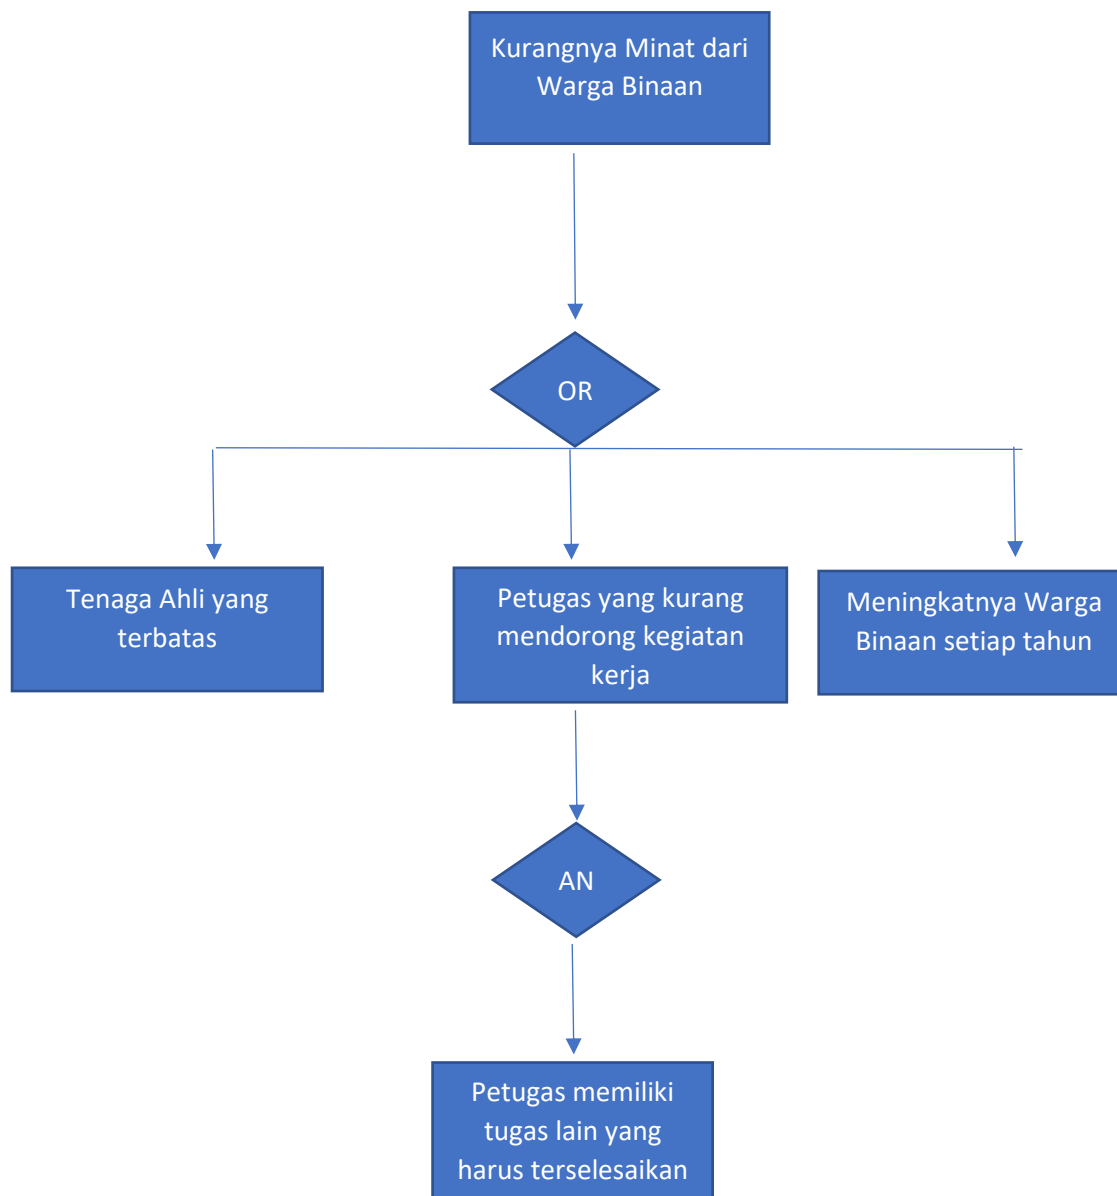 Kurangnya Minat dari
Warga Binaan
OR
Tenaga Ahli yang
terbatas
Petugas yang kurang
mendorong kegiatan
kerja
Meningkatnya Warga
Binaan setiap tahun
AN
Petugas memiliki
tugas lain yang
harus terselesaikan